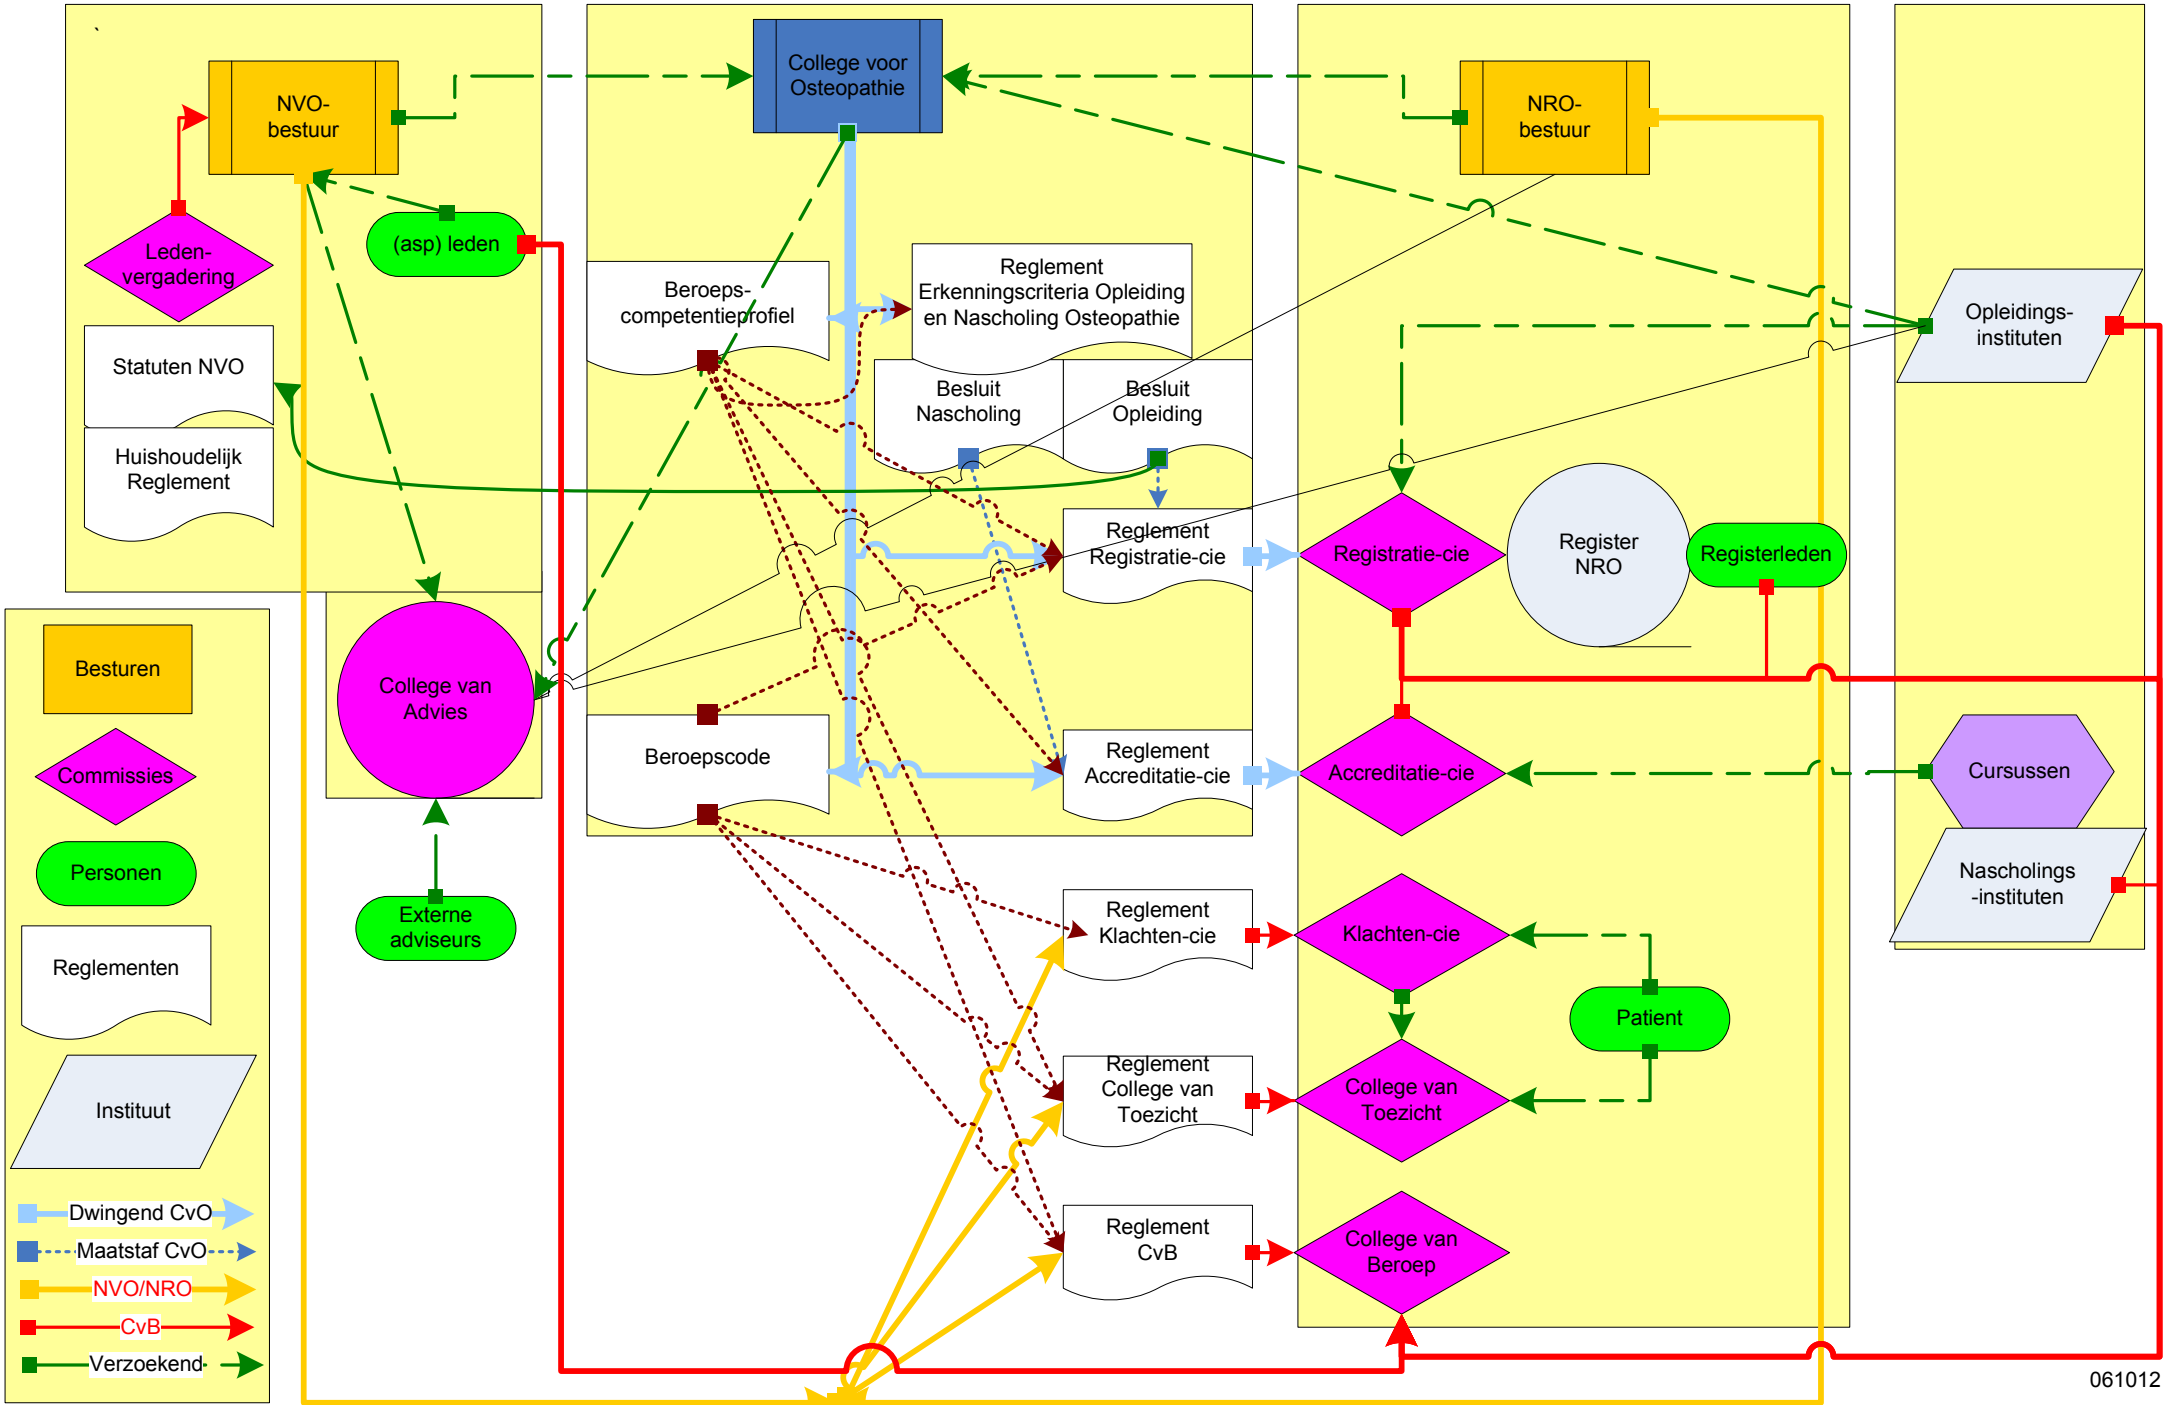 `
NVO-
bestuur
Leden-
vergadering
(asp) leden
Statuten NVO
Huishoudelijk
Reglement
College van
Advies
Externe
adviseurs
Besturen
Commissies
Personen
Reglementen
Instituut
Dwingend CvO
Maatstaf CvO
NVO/NRO
CvB
Verzoekend
College voor
Osteopathie
Beroeps-
competentieprofiel
Reglement
Erkenningscriteria Opleiding
en Nascholing Osteopathie
Besluit
Nascholing
Besluit
Opleiding
Reglement
Registratie-cie
Beroepscode
Reglement
Accreditatie-cie
Reglement
Klachten-cie
Reglement
College van
Toezicht
Reglement
CvB
NRO-
bestuur
Registratie-cie
Register
NRO
Registerleden
Accreditatie-cie
Klachten-cie
Patient
College van
Toezicht
College van
Beroep
Opleidings-
instituten
Cursussen
Nascholings
-instituten
061012